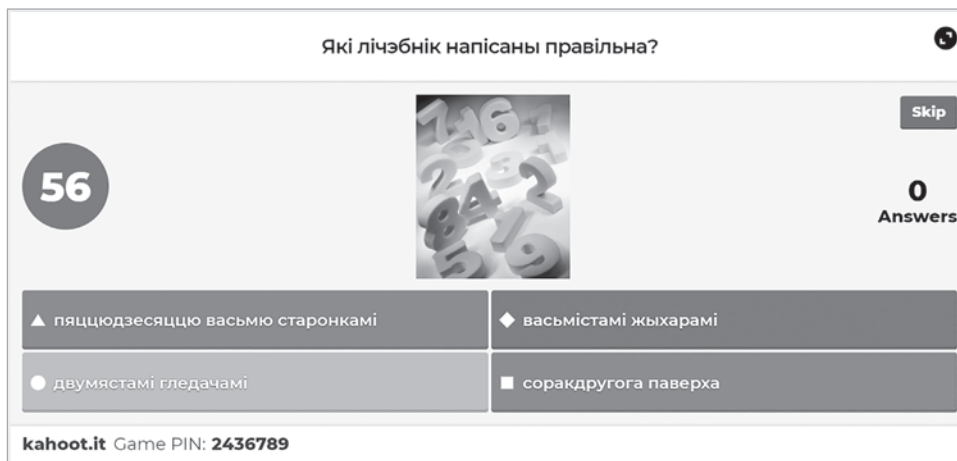 Які лічэбнік напісаны правільна?
Skip
56
0
Answers
пяццюдзесяццю васьмю старонкамі
васьмістамі жыхарамі
двумястамі гледачамі
соракдругога паверха
kahoot.it Game PIN: 2436789